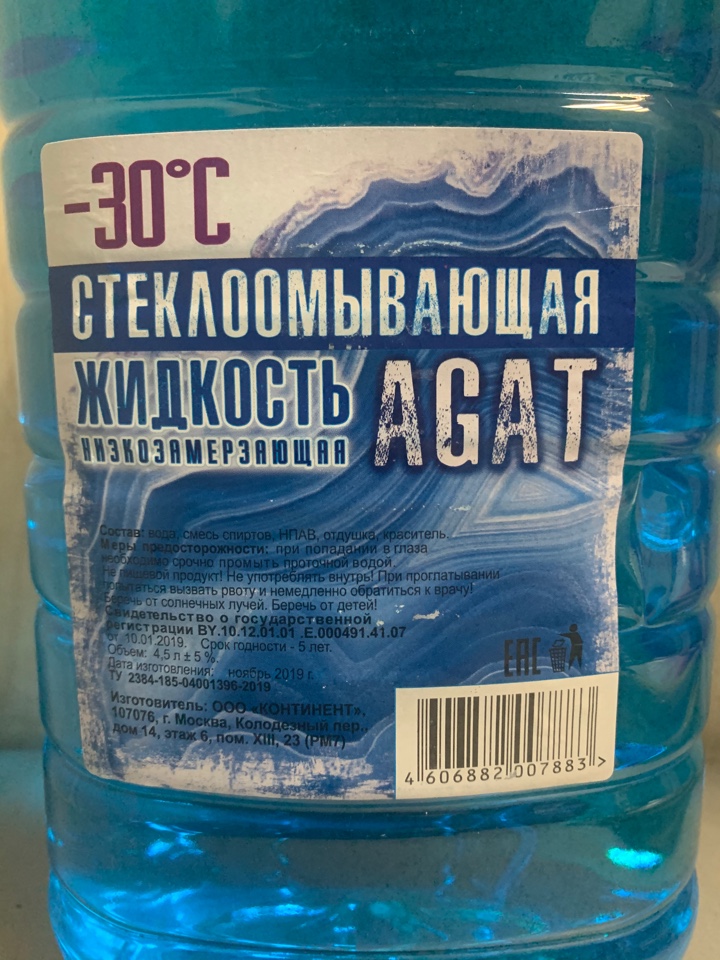 -30°C
СТЕКЛООМЫВАЮЩАЯ
ЖИДКОСТЬ
НИЗКОЗАМЕРЗАЮЩАЯ
AGAT
Состав: вода, смесь спиртов, НПАВ, отдушка, краситель.
Меры предосторожности: при попадании в глаза
необходимо срочно промыть проточной водой.
Не пищевой продукт! Не употреблять внутрь! При проглатывании
попытаться вызвать рвоту и немедленно обратиться к врачу!
Беречь от солнечных лучей. Беречь от детей!
Свидетельство о государственной
регистрации BY.10.12.01.01 .Е.000491.41.07
от 10.01.2019. Срок годности - 5 лет.
Объем: 4,5 л ± 5 %.
Дата изготовления: ноябрь 2019 г.
ТУ 2384-185-04001396-2019
Изготовитель: ООО «КОНТИНЕНТ»,
107076, г. Москва, Колодезный пер.,
дом 14, этаж 6, пом. XIII, 23 (РМ7)
EAC
4 606882 007883 >